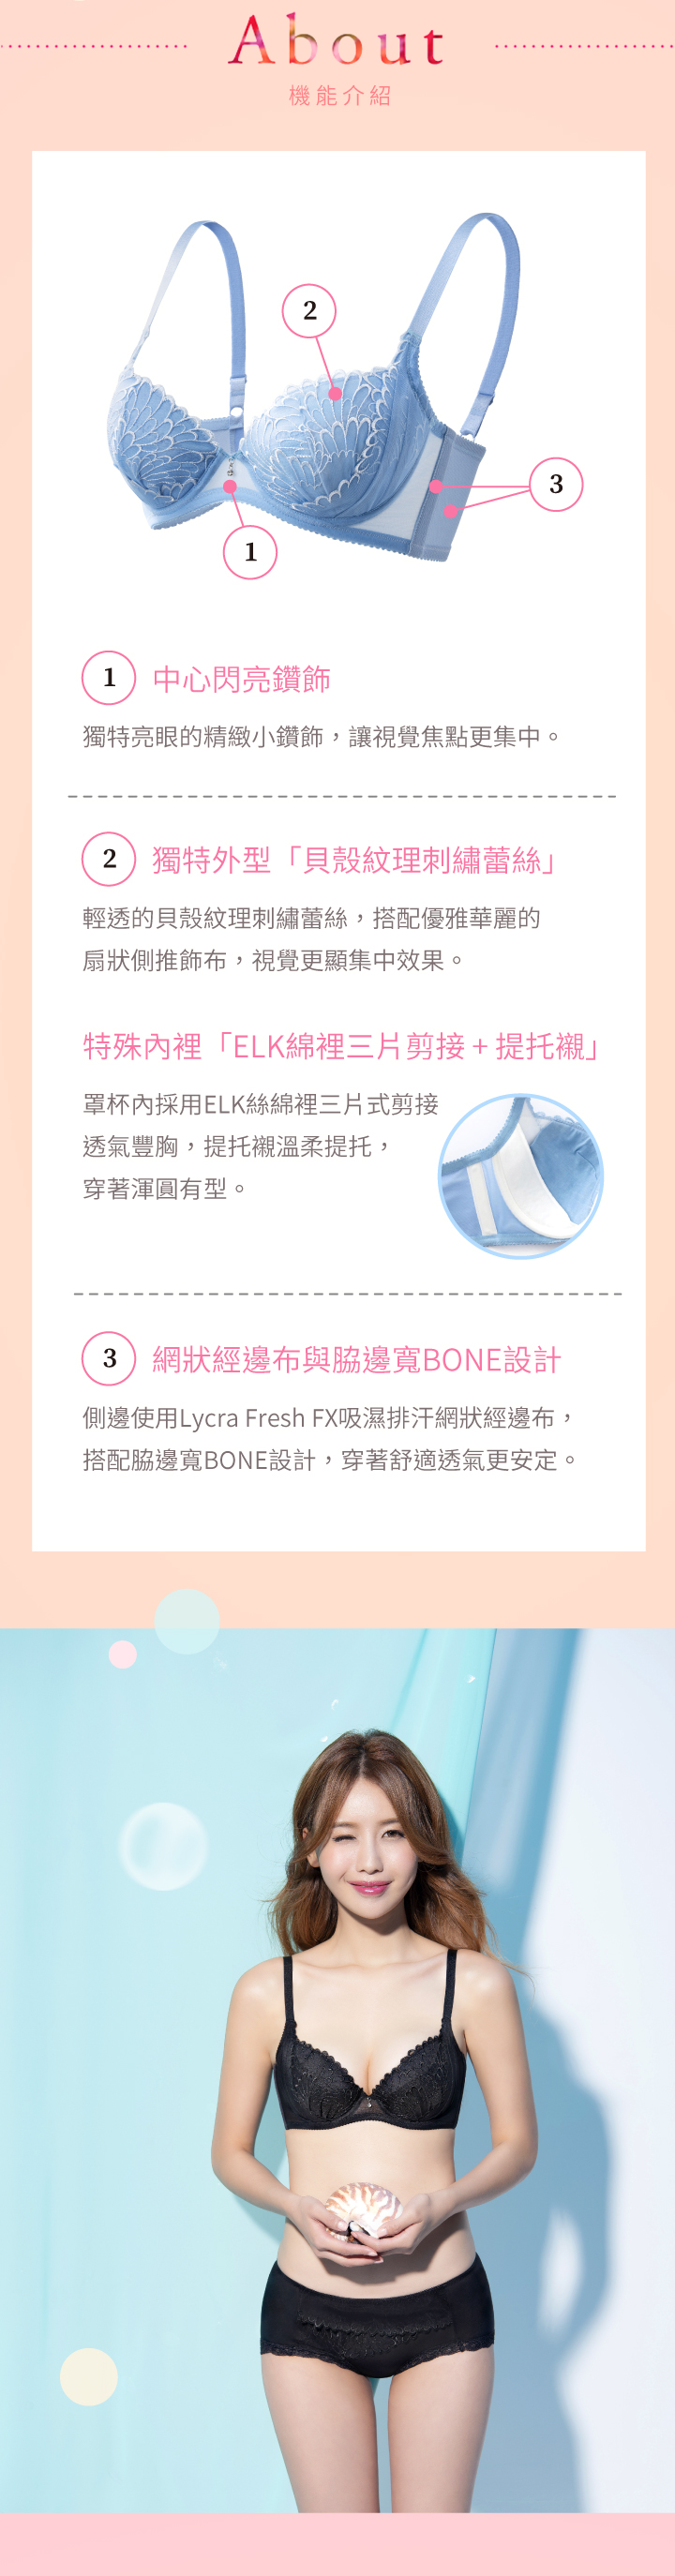 About
機能介紹
2
3
1
1 中心閃亮鑽飾
獨特亮眼的精緻小鑽飾，讓視覺焦點更集中。
2 獨特外型「貝殼紋理刺繡蕾絲」
輕透的貝殼紋理刺繡蕾絲，搭配優雅華麗的
扇狀側推飾布，視覺更顯集中效果。
特殊內裡「ELK綿裡三片剪接 + 提托襯」
罩杯內採用ELK絲綿裡三片式剪接
透氣豐胸，提托襯溫柔提托，
穿著渾圓有型。
3 網狀經邊布與脇邊寬BONE設計
側邊使用Lycra Fresh FX吸濕排汗網狀經邊布，
搭配脇邊寬BONE設計，穿著舒適透氣更安定。